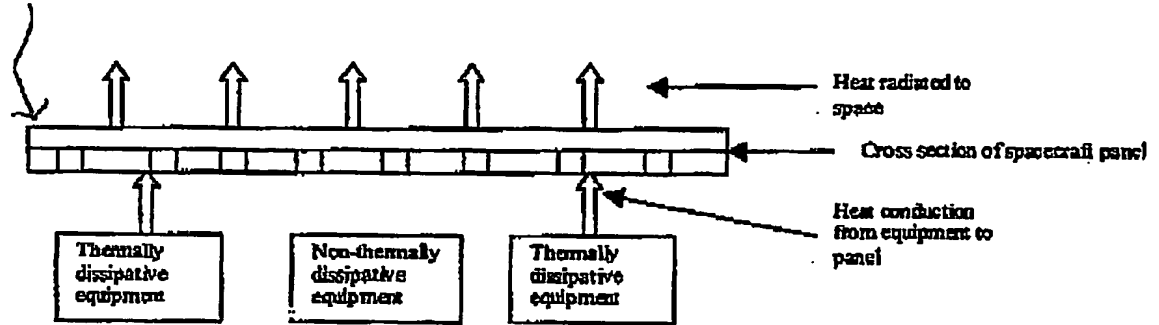 Heat radiated to
space
Cross section of spacecraft panel
Heat conduction
from equipment to
panel
Thermally
dissipative
equipment
Non-thermally
dissipative
equipment
Thermally
dissipative
equipment